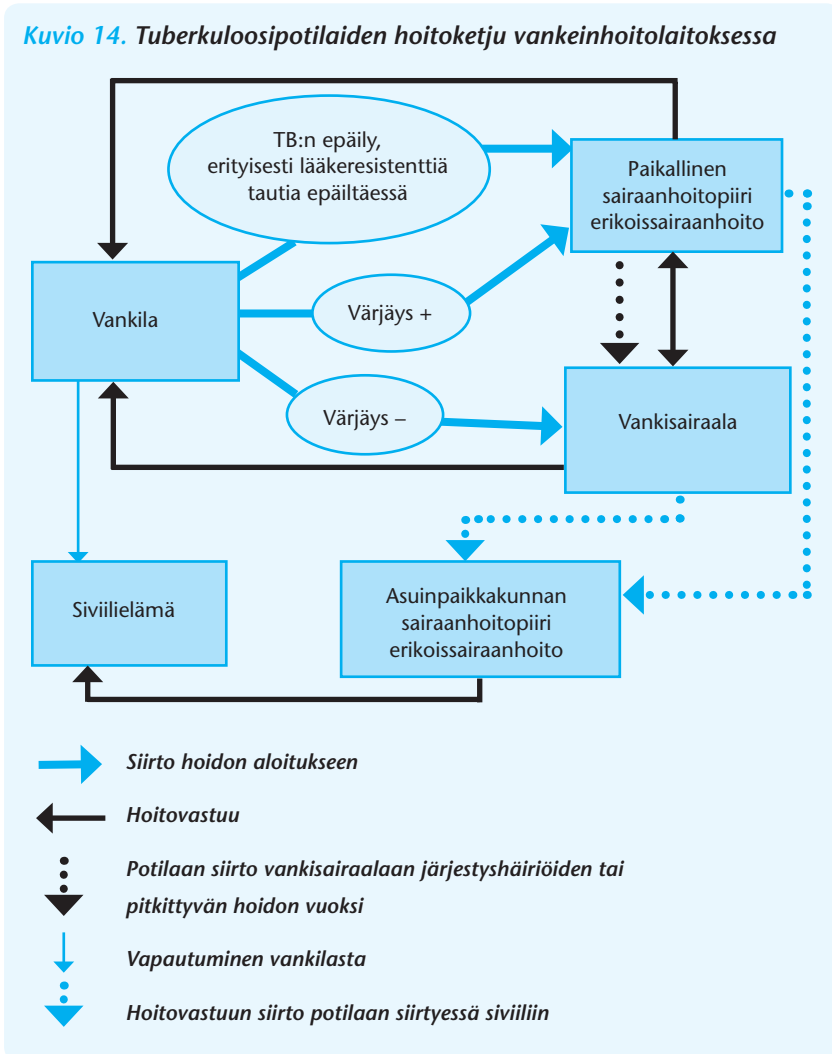 Kuvio 14. Tuberkuloosipotilaiden hoitoketju vankeinhoitolaitoksessa
TB:n epäily,
erityisesti lääkeresistenttiä
tautia epäiltäessä
Paikallinen
sairaanhoitopiiri
erikoissairaanhoito
Vankila
Värjäys +
Värjäys –
Vankisairaala
Siviilielämä
Asuinpaikkakunnan
sairaanhoitopiiri
erikoissairaanhoito
Siirto hoidon aloitukseen
Hoitovastuu
Potilaan siirto vankisairaalaan järjestyshäiriöiden tai
pitkittyvän hoidon vuoksi
Vapautuminen vankilasta
Hoitovastuun siirto potilaan siirtyessä siviiliin